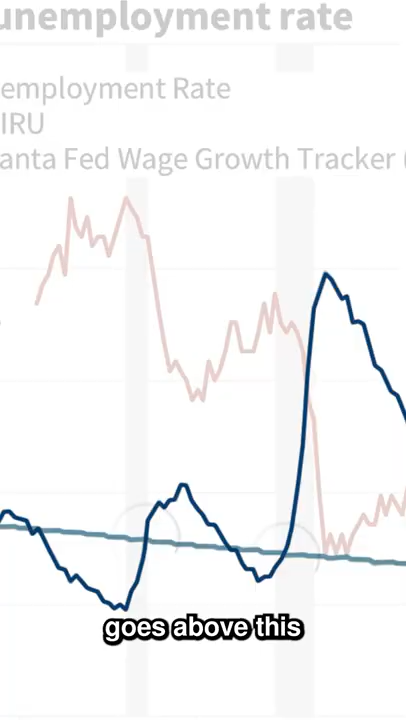 unemployment rate
employment Rate
IRU
anta Fed Wage Growth Tracker (
goes above this